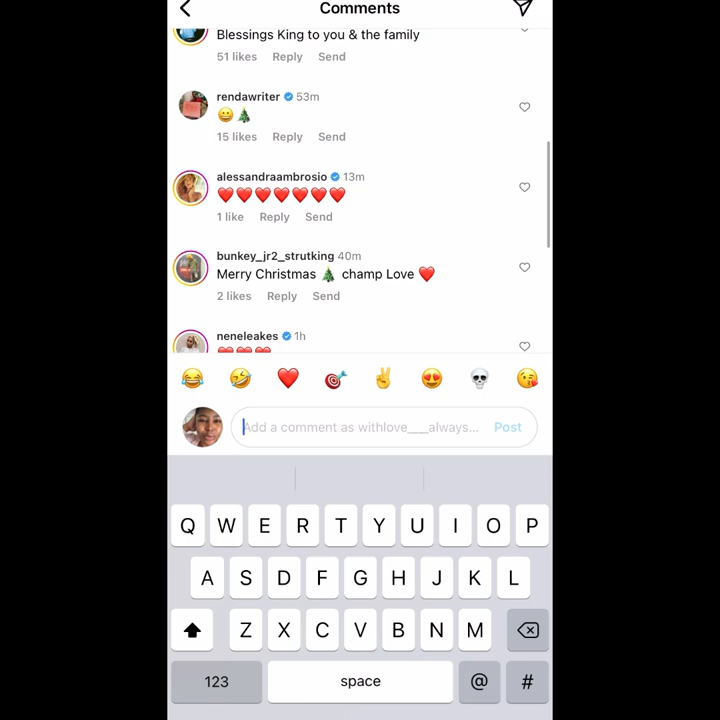 Comments
Blessings King to you & the family
51 likes Reply Send
rendawriter 53m
😀🎄
15 likes Reply Send
alessandraambrosio 13m
❤️❤️❤️❤️❤️❤️❤️
1 like Reply Send
bunkey_jr2_strutking 40m
Merry Christmas 🎄 champ Love ❤️
2 likes Reply Send
neneleakes 1h
❤️❤️❤️
😂 🤣 ❤️ 🎯 ✌️ 😍 💀 😘
Add a comment as withlove___always... Post
Q W E R T Y U I O P
A S D F G H J K L
Z X C V B N M
123 space @ #